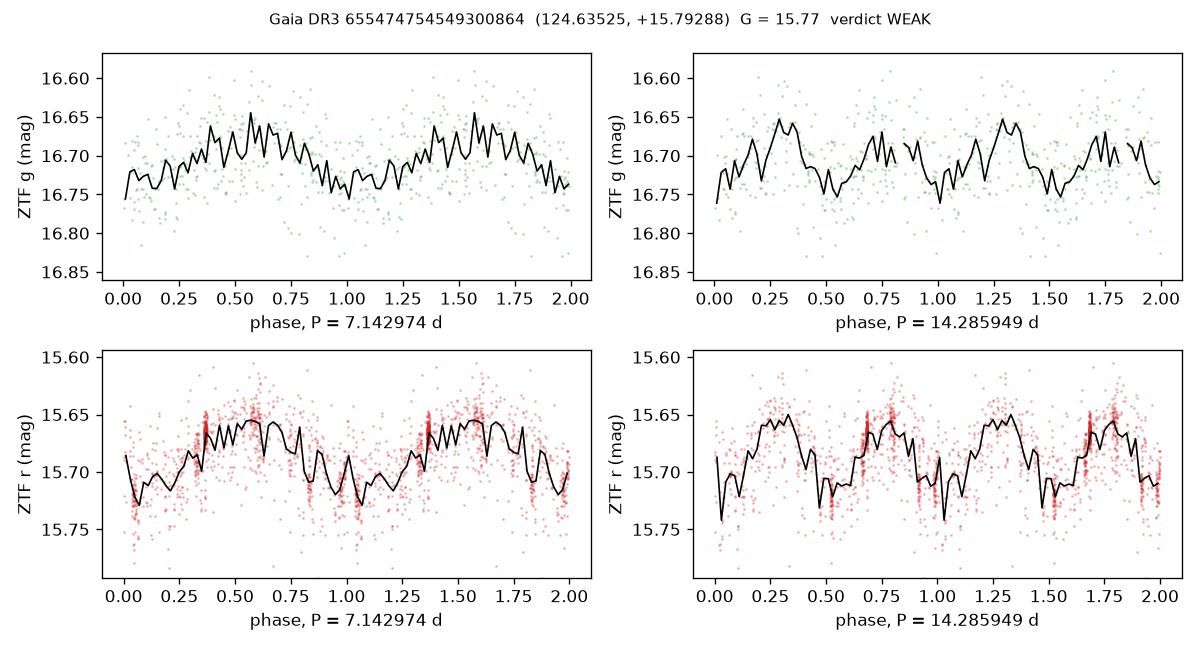 Gaia DR3 655474754549300864  (124.63525, +15.79288)  G = 15.77  verdict WEAK
ZTF g (mag)
16.60
16.65
16.70
16.75
16.80
16.85
0.00 0.25 0.50 0.75 1.00 1.25 1.50 1.75 2.00
phase, P = 7.142974 d
ZTF g (mag)
16.60
16.65
16.70
16.75
16.80
16.85
0.00 0.25 0.50 0.75 1.00 1.25 1.50 1.75 2.00
phase, P = 14.285949 d
ZTF r (mag)
15.60
15.65
15.70
15.75
0.00 0.25 0.50 0.75 1.00 1.25 1.50 1.75 2.00
phase, P = 7.142974 d
ZTF r (mag)
15.60
15.65
15.70
15.75
0.00 0.25 0.50 0.75 1.00 1.25 1.50 1.75 2.00
phase, P = 14.285949 d